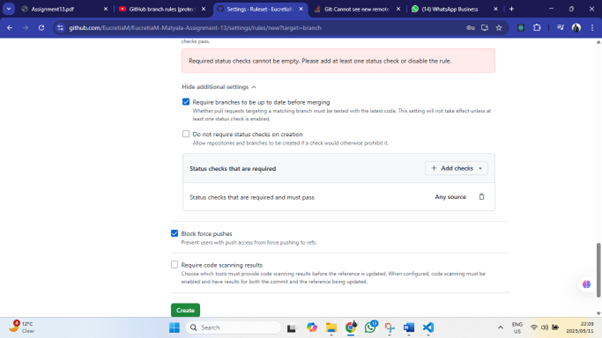 Assignment13.pdf
GitHub branch rules (protec
Settings · Ruleset · EucretiaM
Git: Cannot see new remote
(14) WhatsApp Business
github.com/EucretiaM/EucretiaM-Matyala-Assignment-13/settings/rules/new?target=branch
checks pass.
Required status checks cannot be empty. Please add at least one status check or disable the rule.
Hide additional settings
Require branches to be up to date before merging
Whether pull requests targeting a matching branch must be tested with the latest code. This setting will not take effect unless at
least one status check is enabled.
Do not require status checks on creation
Allow repositories and branches to be created if a check would otherwise prohibit it.
Status checks that are required
Add checks
Status checks that are required and must pass
Any source
Block force pushes
Prevent users with push access from force pushing to refs.
Require code scanning results
Choose which tools must provide code scanning results before the reference is updated. When configured, code scanning must be
enabled and have results for both the commit and the reference being updated.
Create
12°C
Clear
Search
ENG
US
22:09
2025/05/11